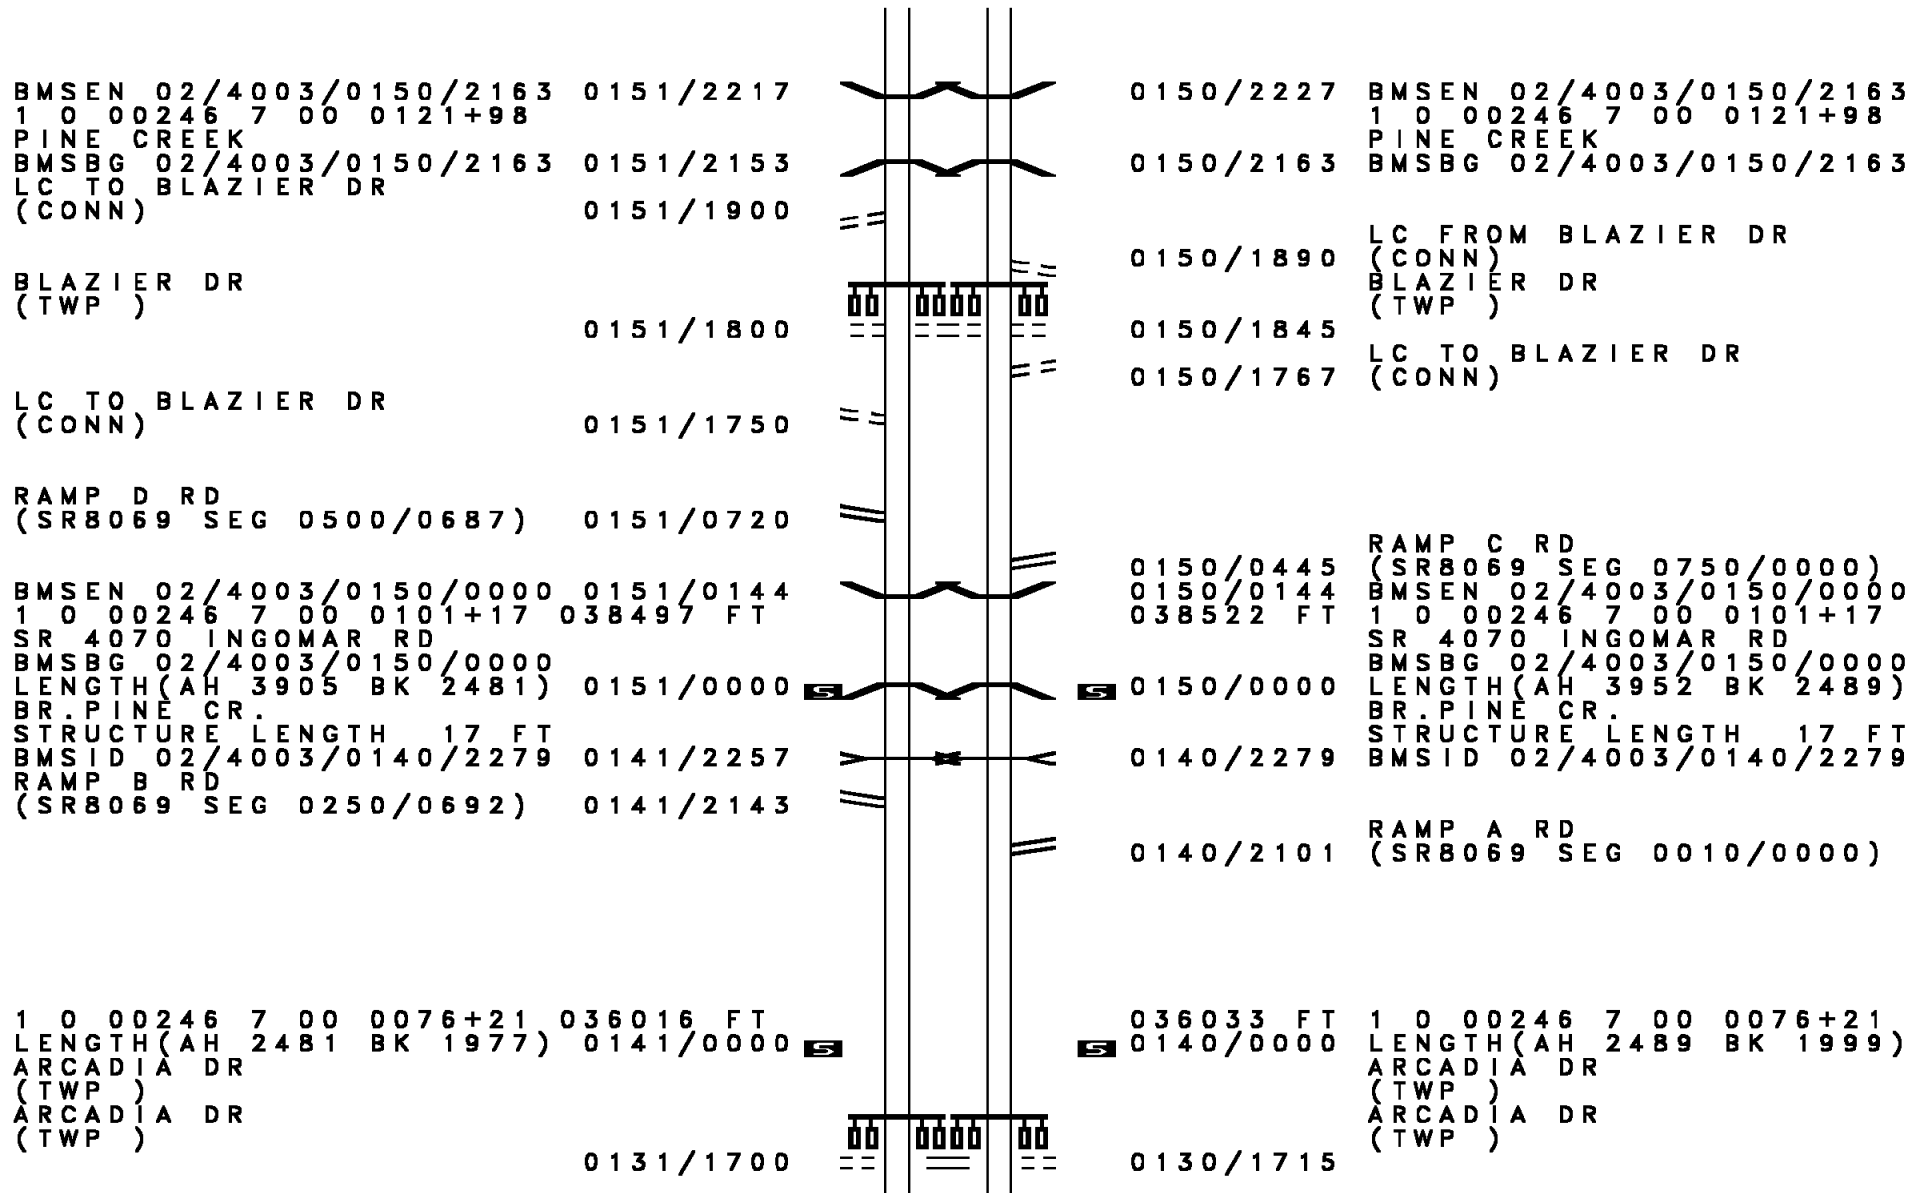 BMSEN 02/4003/0150/2163 0151/2217
1 0 00246 7 00 0121+98
PINE CREEK
BMSBG 02/4003/0150/2163 0151/2153
LC TO BLAZIER DR
(CONN) 0151/1900
BLAZIER DR
(TWP )
0151/1800
LC TO BLAZIER DR
(CONN) 0151/1750
RAMP D RD
(SR8069 SEG 0500/0687) 0151/0720
BMSEN 02/4003/0150/0000 0151/0144
1 0 00246 7 00 0101+17 038497 FT
SR 4070 INGOMAR RD
BMSBG 02/4003/0150/0000
LENGTH(AH 3905 BK 2481) 0151/0000 S
BR.PINE CR.
STRUCTURE LENGTH 17 FT
BMSID 02/4003/0140/2279 0141/2257
RAMP B RD
(SR8069 SEG 0250/0692) 0141/2143
1 0 00246 7 00 0076+21 036016 FT
LENGTH(AH 2481 BK 1977) 0141/0000 S
ARCADIA DR
(TWP )
ARCADIA DR
(TWP )
0131/1700
0150/2227 BMSEN 02/4003/0150/2163
1 0 00246 7 00 0121+98
PINE CREEK
0150/2163 BMSBG 02/4003/0150/2163
LC FROM BLAZIER DR
0150/1890 (CONN)
BLAZIER DR
(TWP )
0150/1845
LC TO BLAZIER DR
0150/1767 (CONN)
RAMP C RD
0150/0445 (SR8069 SEG 0750/0000)
0150/0144 BMSEN 02/4003/0150/0000
038522 FT 1 0 00246 7 00 0101+17
SR 4070 INGOMAR RD
BMSBG 02/4003/0150/0000
S 0150/0000 LENGTH(AH 3952 BK 2489)
BR.PINE CR.
STRUCTURE LENGTH 17 FT
0140/2279 BMSID 02/4003/0140/2279
RAMP A RD
0140/2101 (SR8069 SEG 0010/0000)
036033 FT 1 0 00246 7 00 0076+21
S 0140/0000 LENGTH(AH 2489 BK 1999)
ARCADIA DR
(TWP )
ARCADIA DR
(TWP )
0130/1715